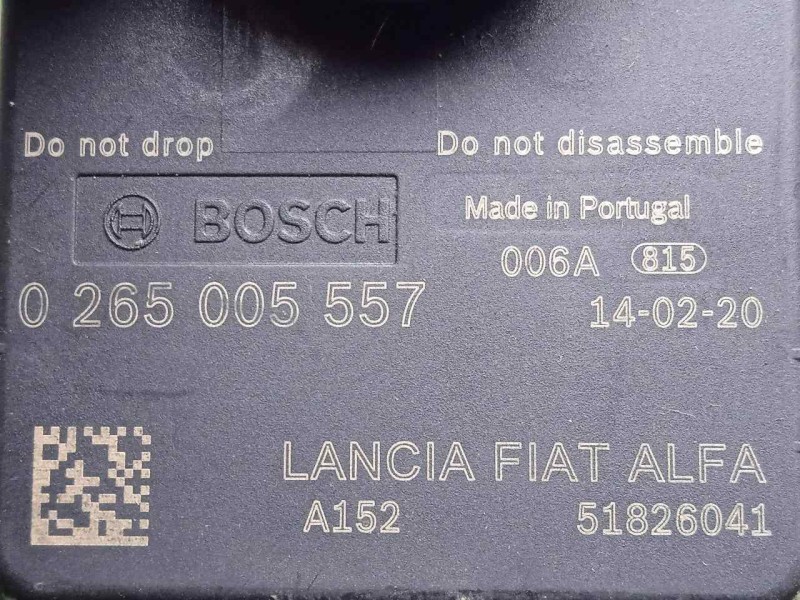 Do not drop
Do not disassemble
BOSCH
Made in Portugal
006A 815
0 265 005 557
14-02-20
LANCIA FIAT ALFA
A152
51826041